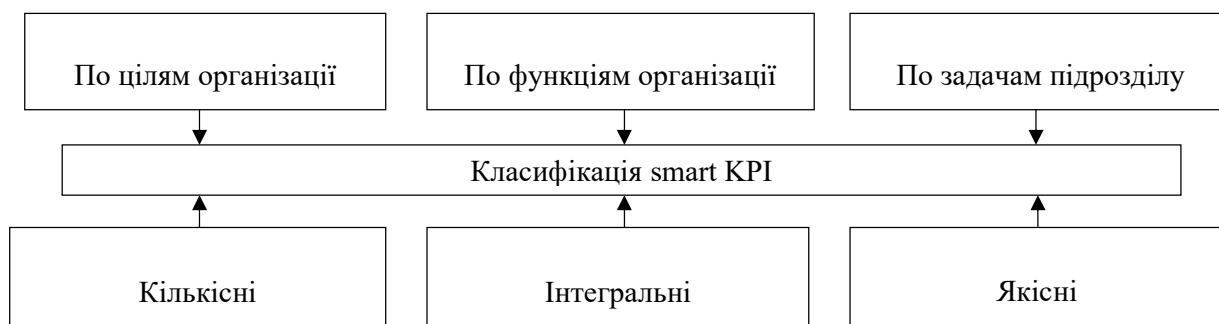 По цілям організації
По функціям організації
По задачам підрозділу
Класифікація smart KPI
Кількісні
Інтегральні
Якісні